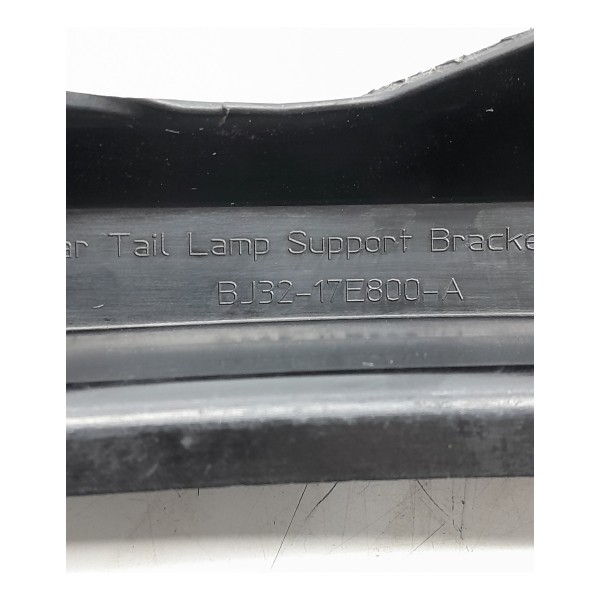 ar Tail Lamp Support Bracke
BJ32-17E800-A